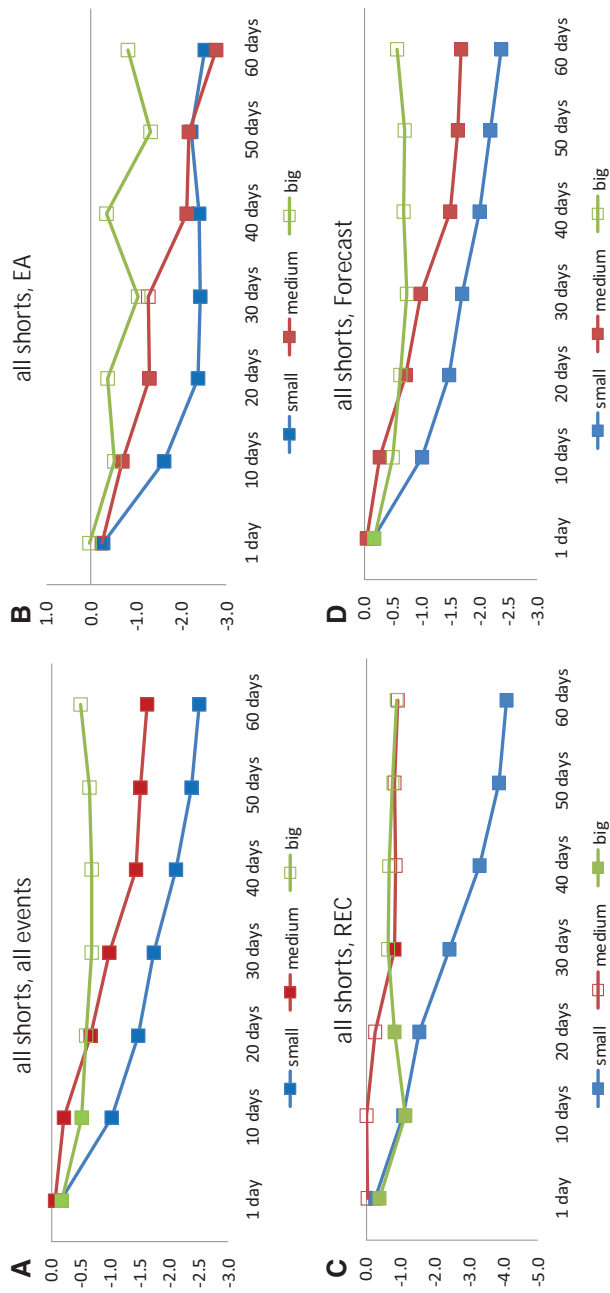 A
all shorts, all events
0.0
-0.5
-1.0
-1.5
-2.0
-2.5
-3.0
1 day 10 days 20 days 30 days 40 days 50 days 60 days
small medium big
B
all shorts, EA
1.0
0.0
-1.0
-2.0
-3.0
1 day 10 days 20 days 30 days 40 days 50 days 60 days
small medium big
C
all shorts, REC
0.0
-1.0
-2.0
-3.0
-4.0
-5.0
1 day 10 days 20 days 30 days 40 days 50 days 60 days
small medium big
D
all shorts, Forecast
0.0
-0.5
-1.0
-1.5
-2.0
-2.5
-3.0
1 day 10 days 20 days 30 days 40 days 50 days 60 days
small medium big